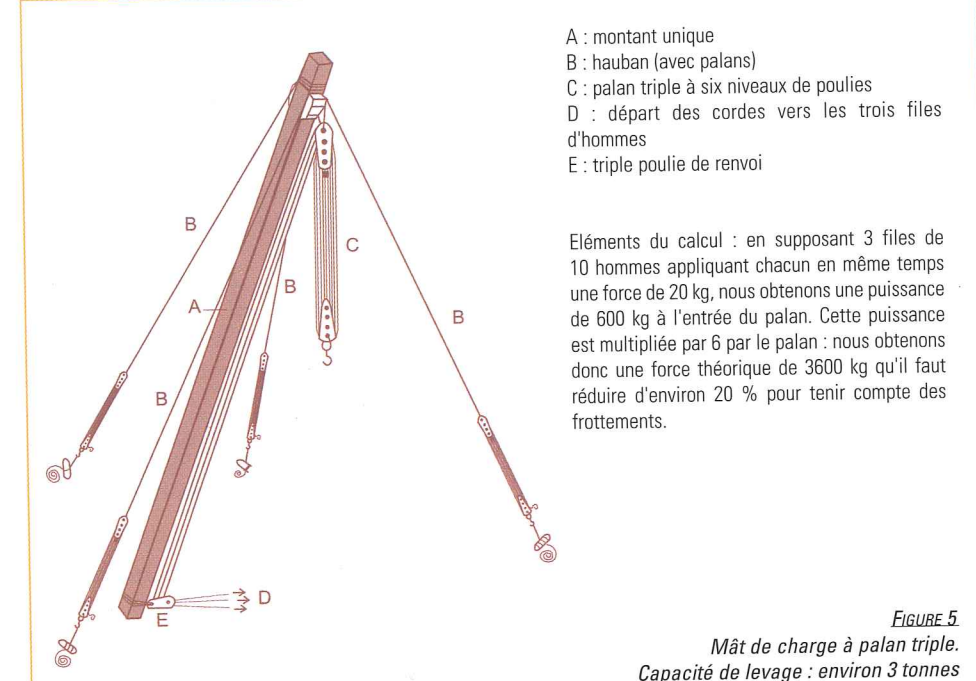 A : montant unique
B : hauban (avec palans)
C : palan triple à six niveaux de poulies
D : départ des cordes vers les trois files
d'hommes
E : triple poulie de renvoi
Eléments du calcul : en supposant 3 files de
10 hommes appliquant chacun en même temps
une force de 20 kg, nous obtenons une puissance
de 600 kg à l'entrée du palan. Cette puissance
est multipliée par 6 par le palan : nous obtenons
donc une force théorique de 3600 kg qu'il faut
réduire d'environ 20 % pour tenir compte des
frottements.
B
C
B
A
B
B
D
E
FIGURE 5
Mât de charge à palan triple.
Capacité de levage : environ 3 tonnes